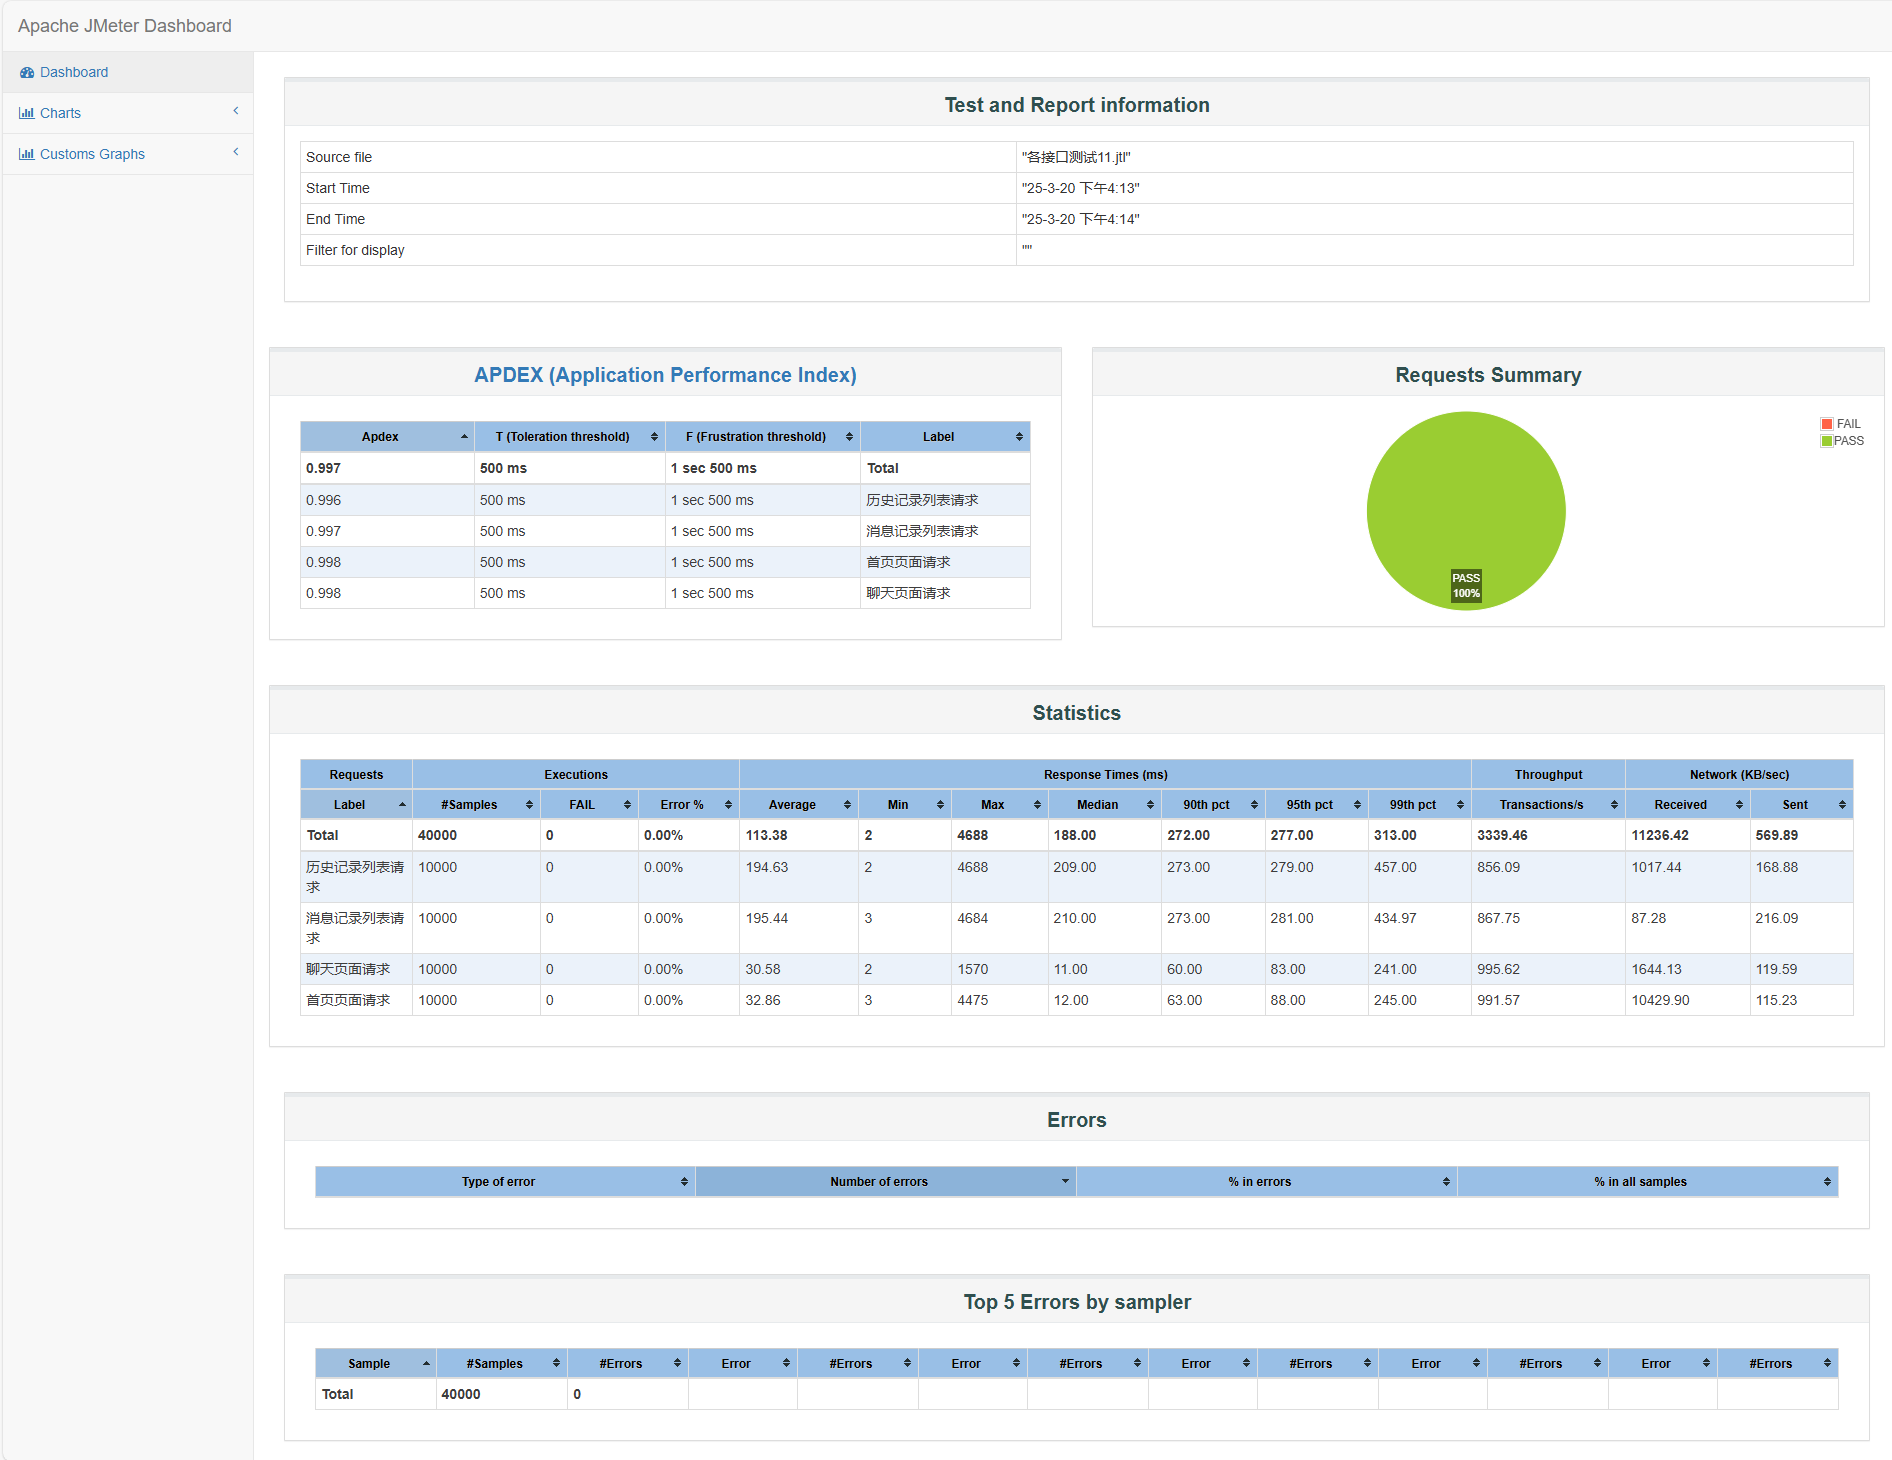 Apache JMeter Dashboard
Dashboard
Charts
Customs Graphs
Test and Report information
Source file "各接口测试11.jtl"
Start Time "25-3-20 下午4:13"
End Time "25-3-20 下午4:14"
Filter for display ""
APDEX (Application Performance Index)
Apdex T (Toleration threshold) F (Frustration threshold) Label
0.997 500 ms 1 sec 500 ms Total
0.996 500 ms 1 sec 500 ms 历史记录列表请求
0.997 500 ms 1 sec 500 ms 消息记录列表请求
0.998 500 ms 1 sec 500 ms 首页页面请求
0.998 500 ms 1 sec 500 ms 聊天页面请求
Requests Summary
FAIL
PASS
PASS
100%
Statistics
Requests Executions Response Times (ms) Throughput Network (KB/sec)
Label #Samples FAIL Error % Average Min Max Median 90th pct 95th pct 99th pct Transactions/s Received Sent
Total 40000 0 0.00% 113.38 2 4688 188.00 272.00 277.00 313.00 3339.46 11236.42 569.89
历史记录列表请 10000 0 0.00% 194.63 2 4688 209.00 273.00 279.00 457.00 856.09 1017.44 168.88
求
消息记录列表请 10000 0 0.00% 195.44 3 4684 210.00 273.00 281.00 434.97 867.75 87.28 216.09
求
聊天页面请求 10000 0 0.00% 30.58 2 1570 11.00 60.00 83.00 241.00 995.62 1644.13 119.59
首页页面请求 10000 0 0.00% 32.86 3 4475 12.00 63.00 88.00 245.00 991.57 10429.90 115.23
Errors
Type of error Number of errors % in errors % in all samples
Top 5 Errors by sampler
Sample #Samples #Errors Error #Errors Error #Errors Error #Errors Error #Errors Error #Errors
Total 40000 0